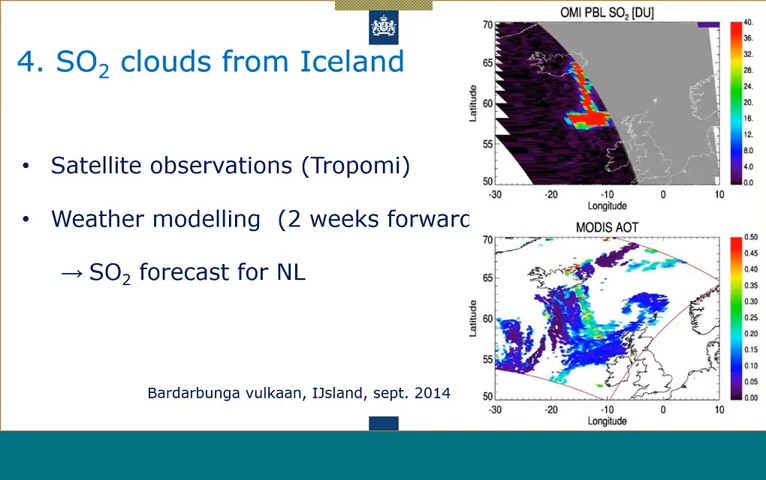 4. SO2 clouds from Iceland
• Satellite observations (Tropomi)
• Weather modelling (2 weeks forward
→ SO2 forecast for NL
Bardarbunga vulkaan, IJsland, sept. 2014
OMI PBL SO2 [DU]
70
65
60
55
50
Latitude
-30 -20 -10 0 10
Longitude
40.
36.
32.
28.
24.
20.
16.
12.
8.0
4.0
0.0
MODIS AOT
70
65
60
55
50
Latitude
-30 -20 -10 0 10
Longitude
0.50
0.45
0.40
0.35
0.30
0.25
0.20
0.15
0.10
0.05
0.00